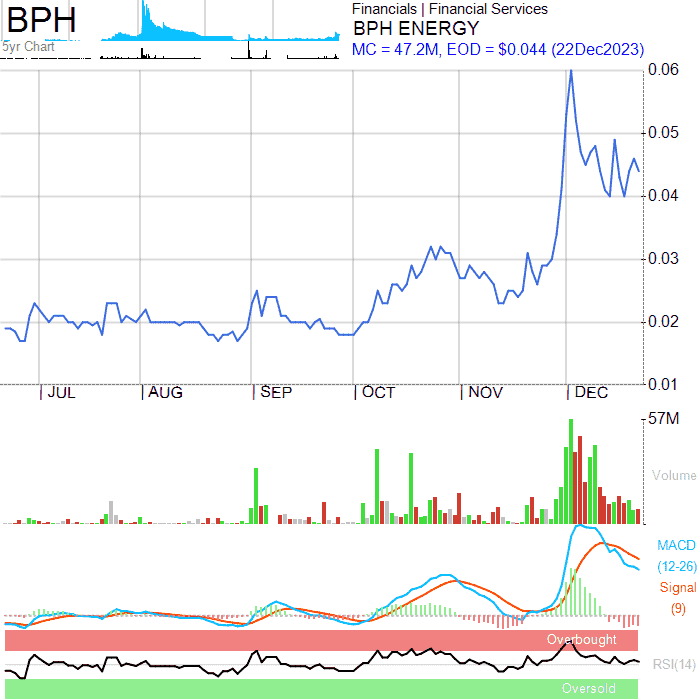 BPH
Financials | Financial Services
BPH ENERGY
5yr Chart
MC = 47.2M, EOD = $0.044 (22Dec2023)
0.06
0.05
0.04
0.03
0.02
0.01
JUL AUG SEP OCT NOV DEC
57M
Volume
MACD
(12-26)
Signal
(9)
Overbought
RSI(14)
Oversold